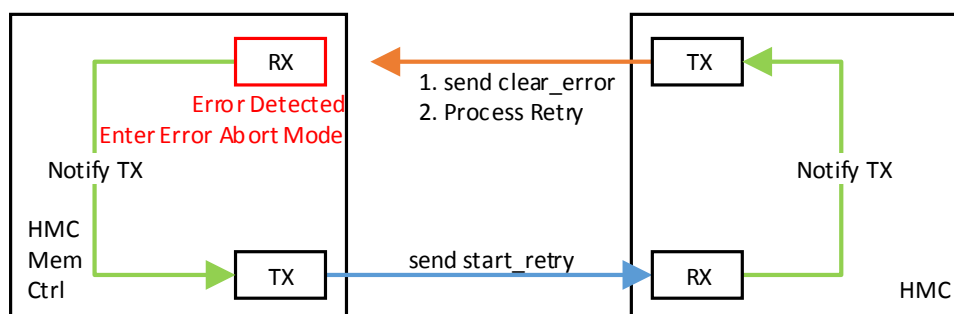 RX
TX
1. send clear_error
2. Process Retry
Error Detected
Enter Error Abort Mode
Notify TX
Notify TX
HMC
Mem
Ctrl
TX
send start_retry
RX
HMC